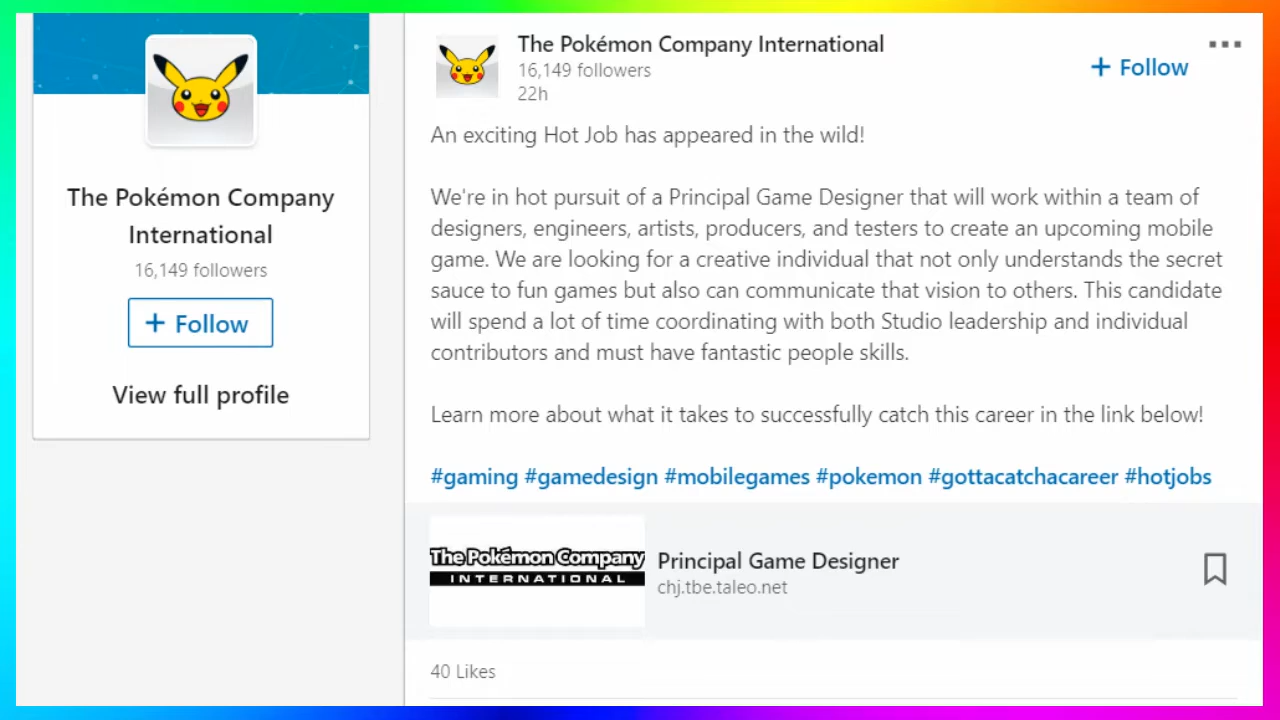 The Pokémon Company
International
16,149 followers
+ Follow
View full profile
The Pokémon Company International
16,149 followers
22h
+ Follow
An exciting Hot Job has appeared in the wild!
We're in hot pursuit of a Principal Game Designer that will work within a team of
designers, engineers, artists, producers, and testers to create an upcoming mobile
game. We are looking for a creative individual that not only understands the secret
sauce to fun games but also can communicate that vision to others. This candidate
will spend a lot of time coordinating with both Studio leadership and individual
contributors and must have fantastic people skills.
Learn more about what it takes to successfully catch this career in the link below!
#gaming #gamedesign #mobilegames #pokemon #gottacatchacareer #hotjobs
The Pokémon Company
INTERNATIONAL
Principal Game Designer
chj.tbe.taleo.net
40 Likes